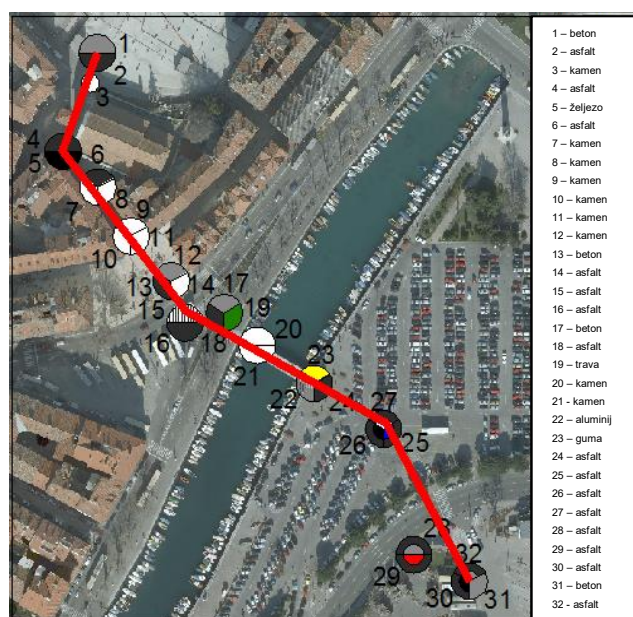 1
2
3
4
5
6
7
8
9
10
11
12
13
14
15
16
17
4
18
19
20
21
22
23
24
25
26
27
28
29
30
31
32
1 – beton
2 – asfalt
3 – kamen
4 – asfalt
5 – željezo
6 – asfalt
7 – kamen
8 – kamen
9 – kamen
10 – kamen
11 – kamen
12 – kamen
13 – beton
14 – asfalt
15 – asfalt
16 – asfalt
17 – beton
18 – asfalt
19 – trava
20 – kamen
21 - kamen
22 – aluminij
23 – guma
24 – asfalt
25 – asfalt
26 – asfalt
27 – asfalt
28 – asfalt
29 – asfalt
30 – asfalt
31 – beton
32 - asfalt